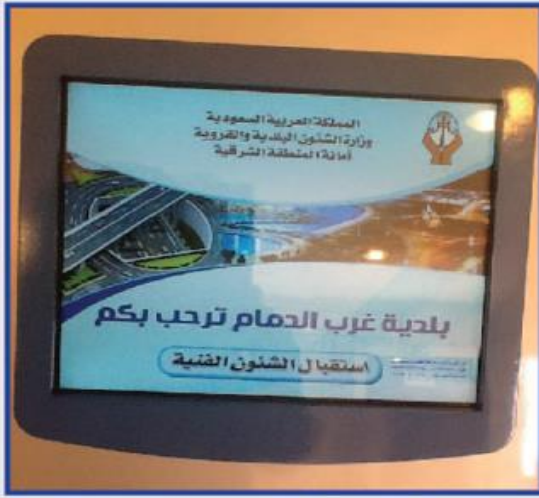 المملكة العربية السعودية
وزارة الشئون البلدية والقروية
أمانة المنطقة الشرقية
بلدية غرب الدمام ترحب بكم
استقبال الشئون الفنية